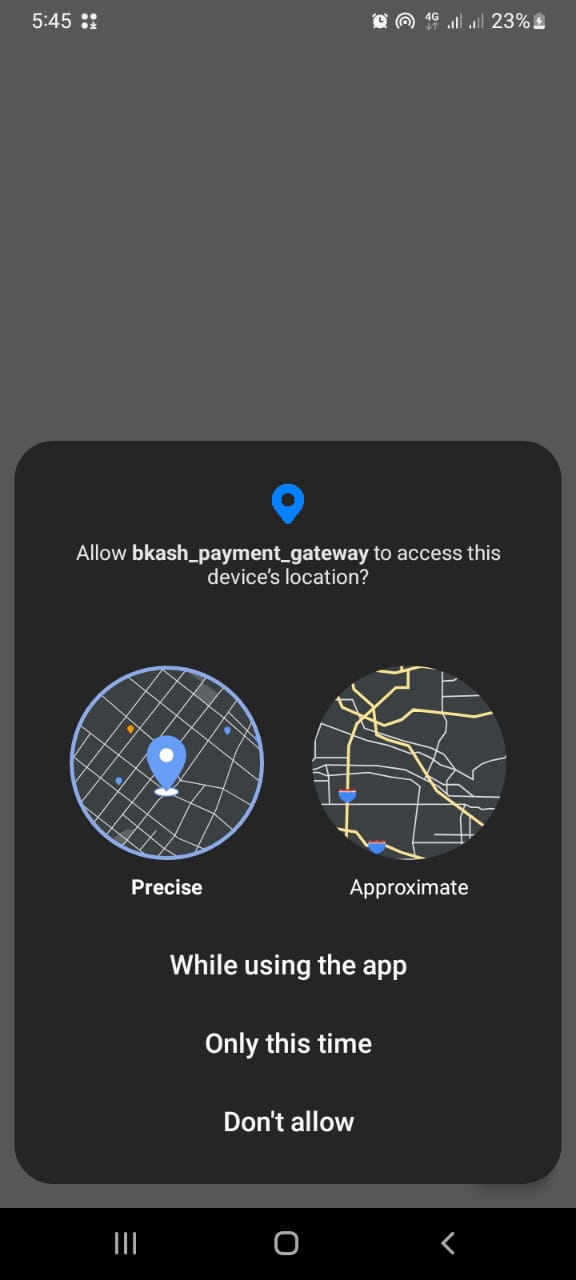 5:45
4G
23%
Allow bkash_payment_gateway to access this
device's location?
Precise
Approximate
While using the app
Only this time
Don't allow